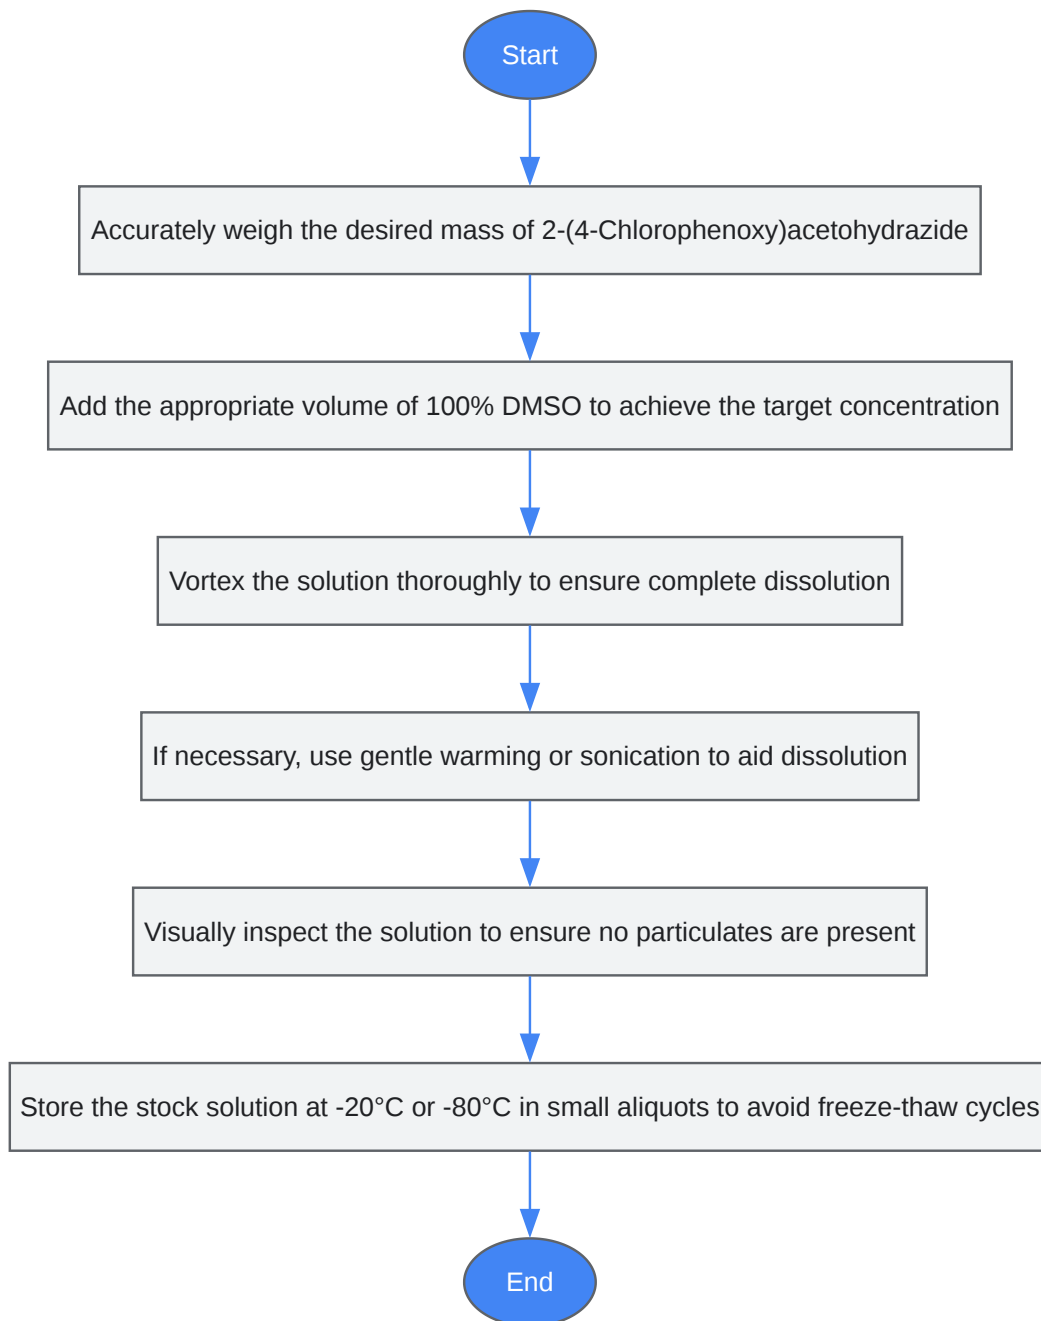 Start
Accurately weigh the desired mass of 2-(4-Chlorophenoxy)acetohydrazide
Add the appropriate volume of 100% DMSO to achieve the target concentration
Vortex the solution thoroughly to ensure complete dissolution
If necessary, use gentle warming or sonication to aid dissolution
Visually inspect the solution to ensure no particulates are present
Store the stock solution at -20°C or -80°C in small aliquots to avoid freeze-thaw cycles
End